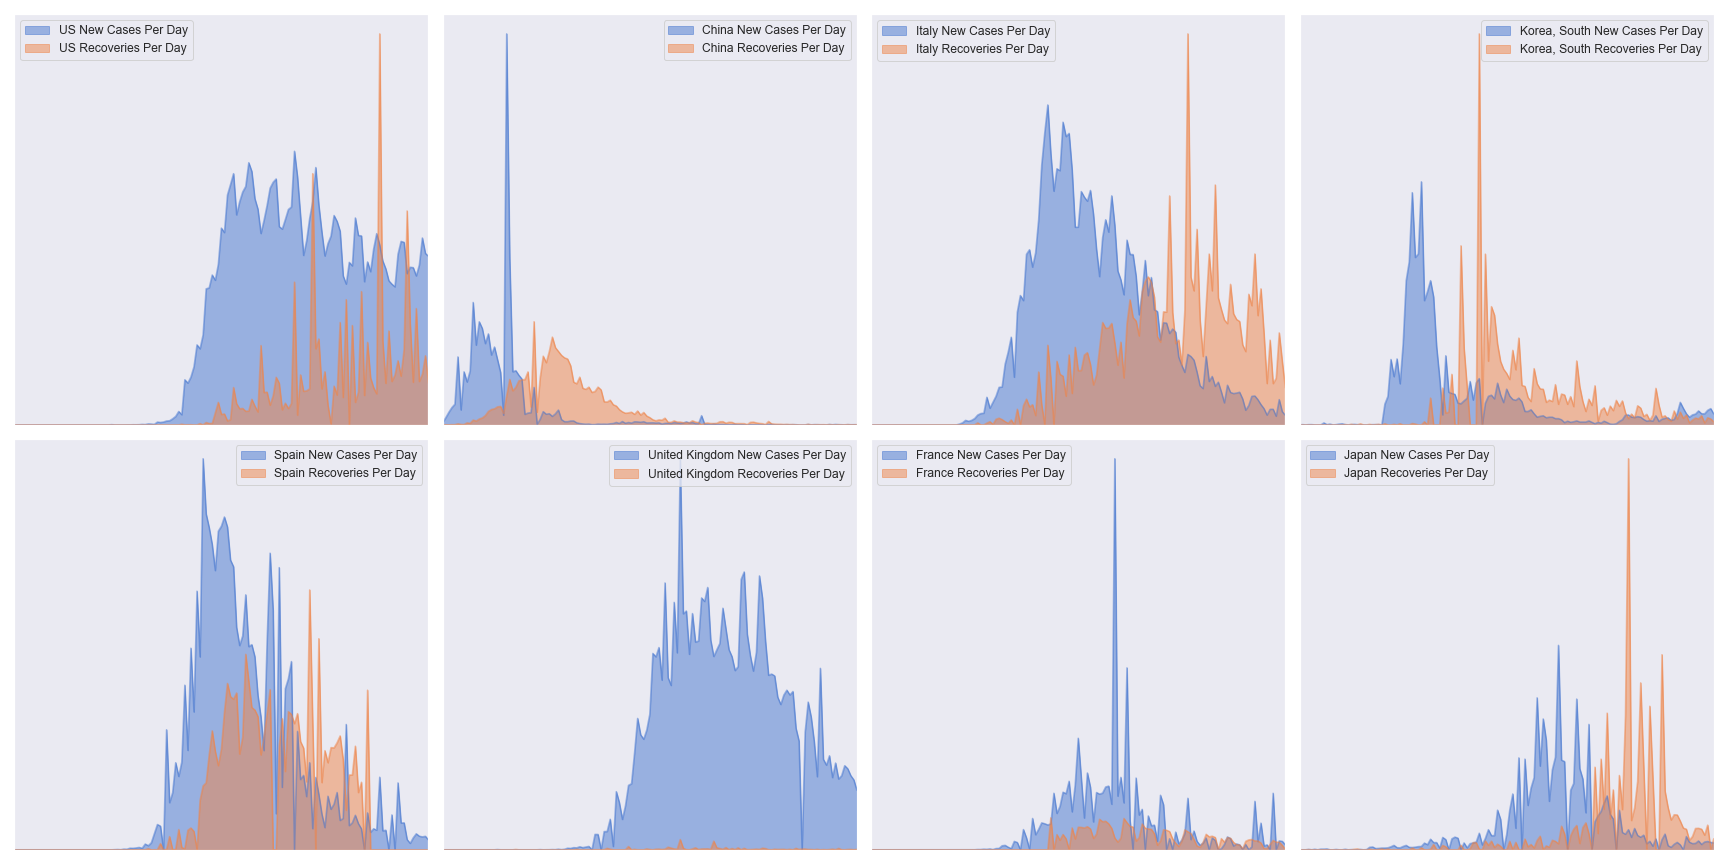 US New Cases Per Day
US Recoveries Per Day
China New Cases Per Day
China Recoveries Per Day
Italy New Cases Per Day
Italy Recoveries Per Day
Korea, South New Cases Per Day
Korea, South Recoveries Per Day
Spain New Cases Per Day
Spain Recoveries Per Day
United Kingdom New Cases Per Day
United Kingdom Recoveries Per Day
France New Cases Per Day
France Recoveries Per Day
Japan New Cases Per Day
Japan Recoveries Per Day